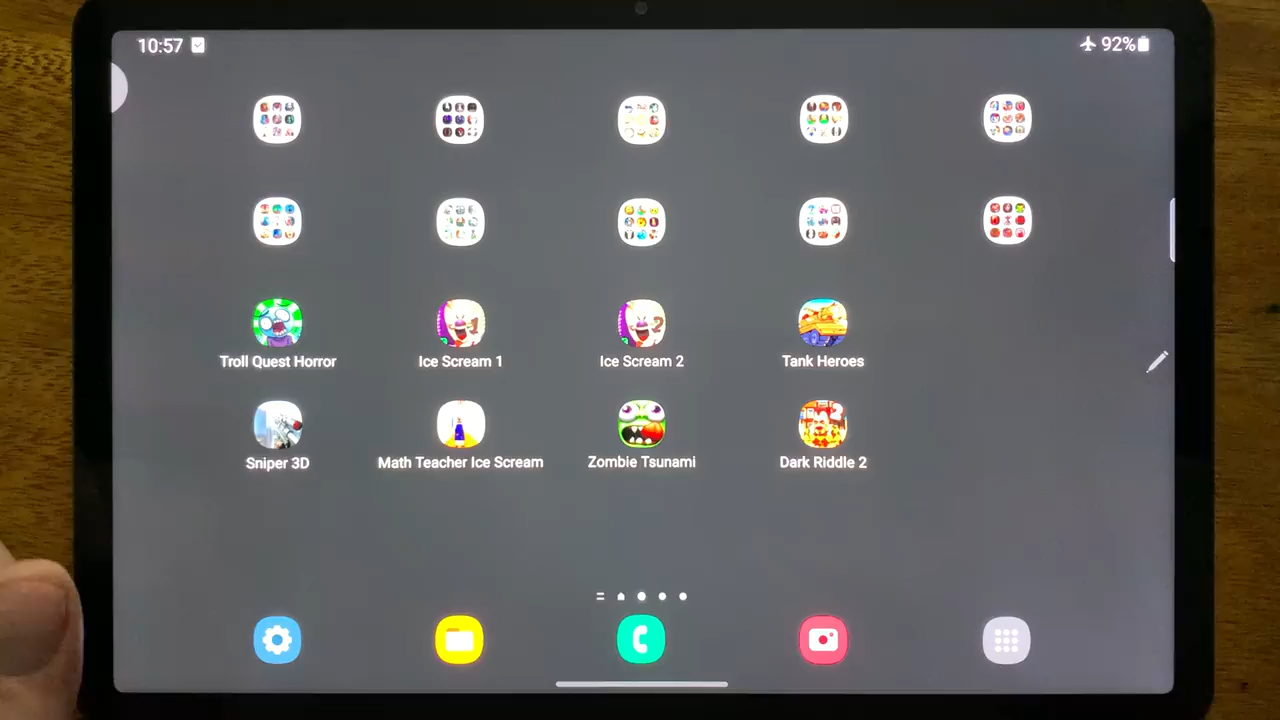 10:57
92%
Troll Quest Horror
Ice Scream 1
Ice Scream 2
Tank Heroes
Sniper 3D
Math Teacher Ice Scream
Zombie Tsunami
Dark Riddle 2